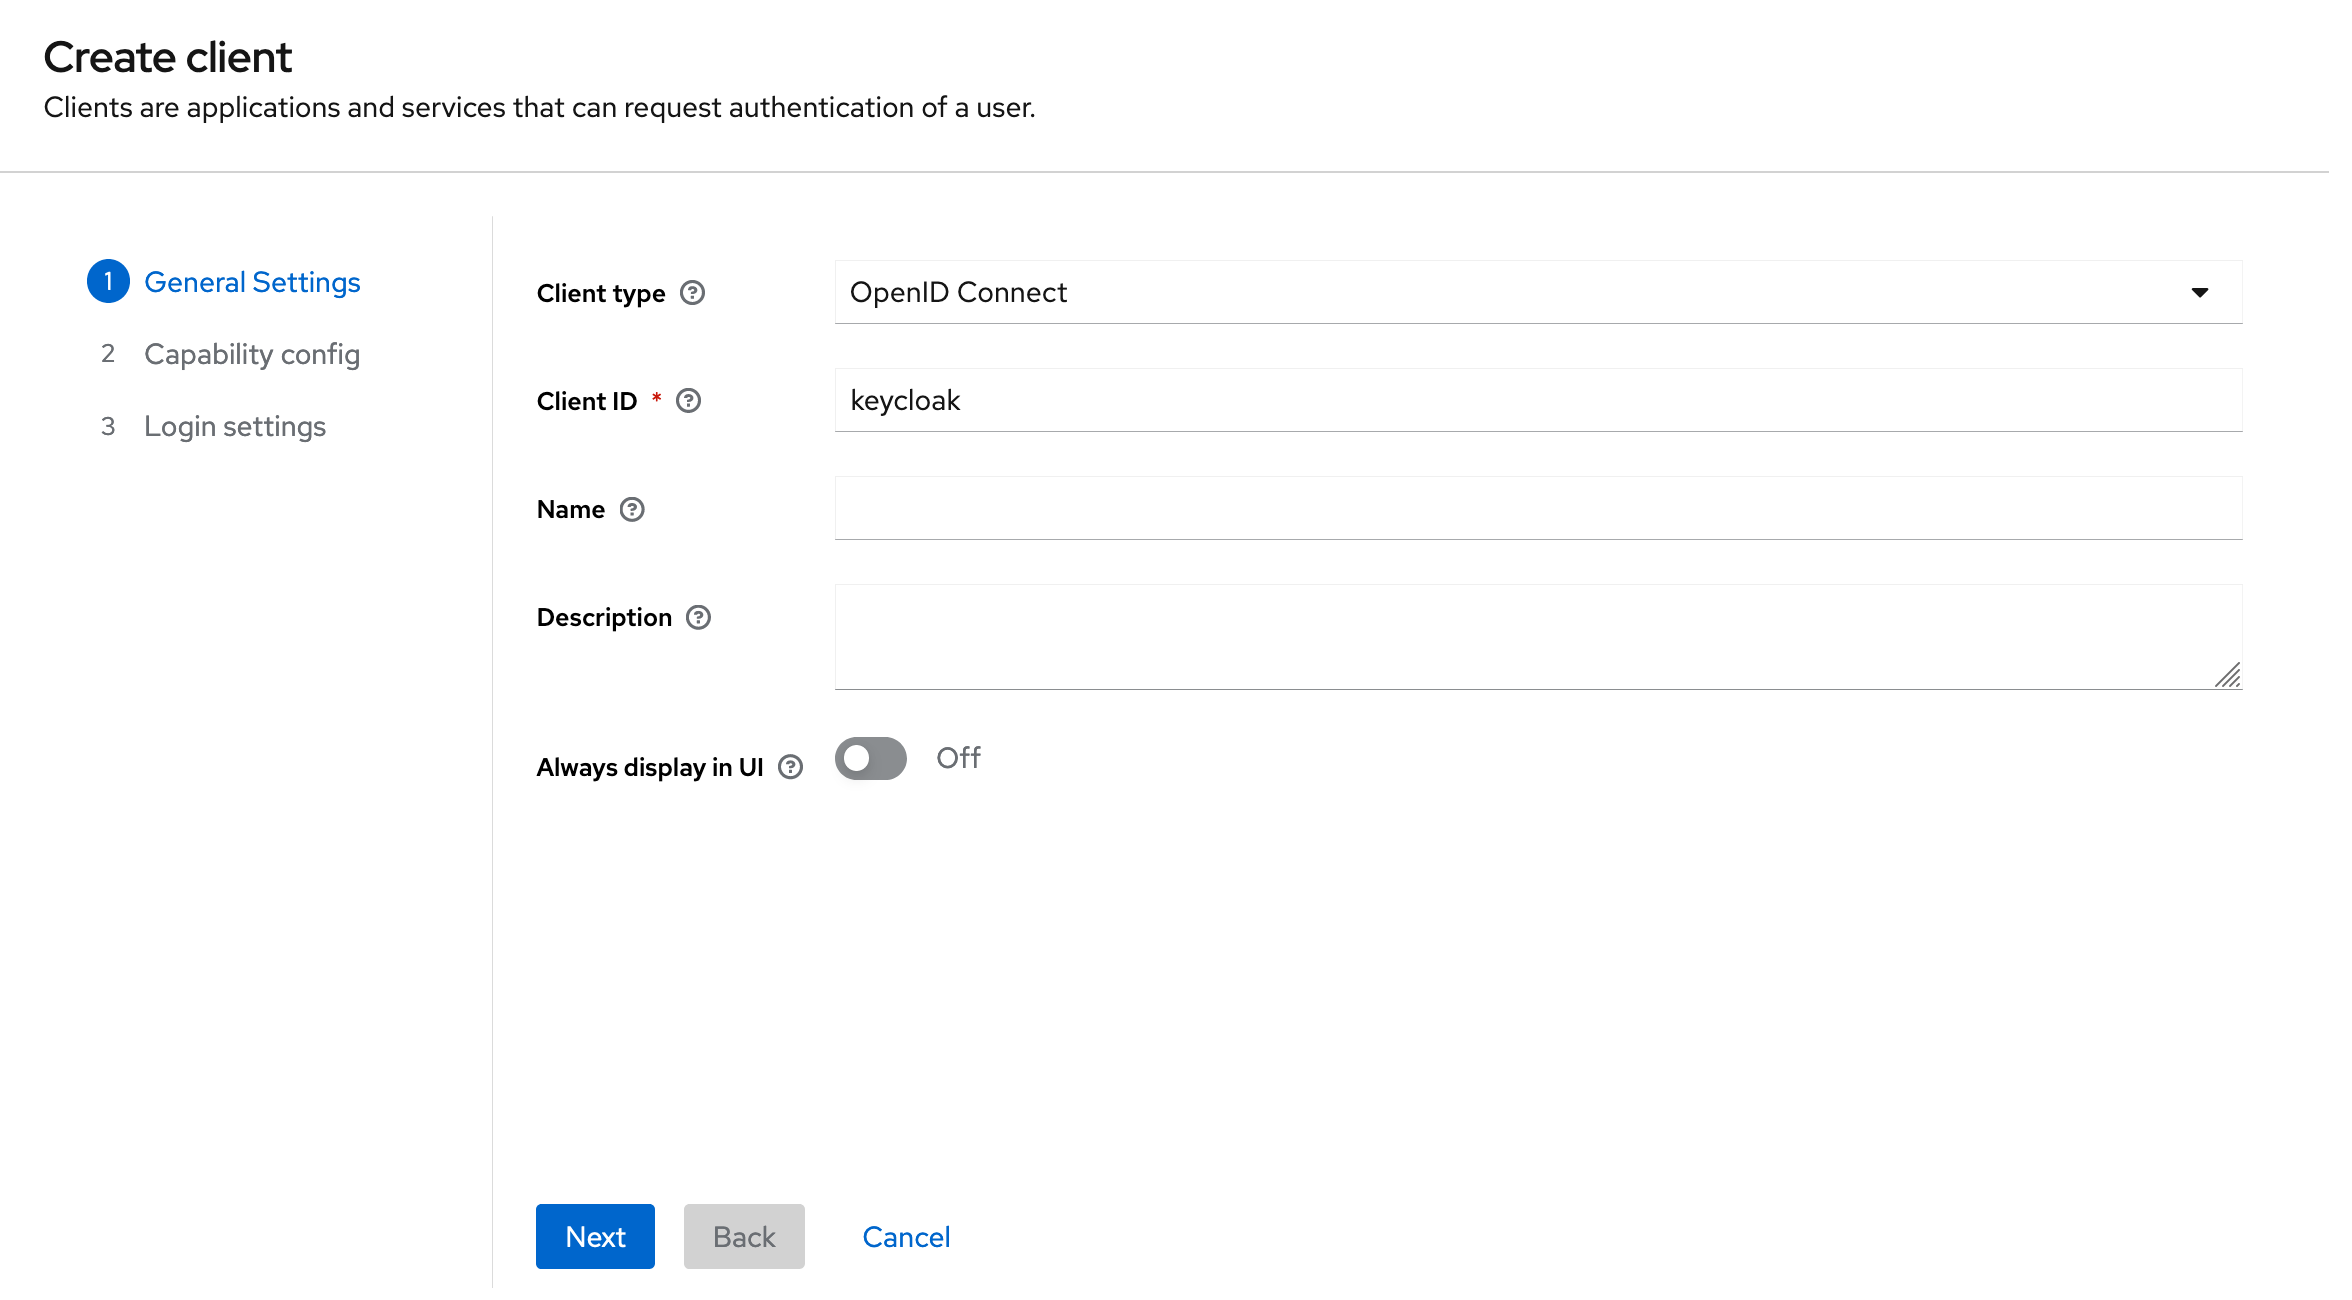 Create client
Clients are applications and services that can request authentication of a user.
1 General Settings
2 Capability config
3 Login settings
Client type
OpenID Connect
Client ID *
keycloak
Name
Description
Always display in UI
Off
Next
Back
Cancel